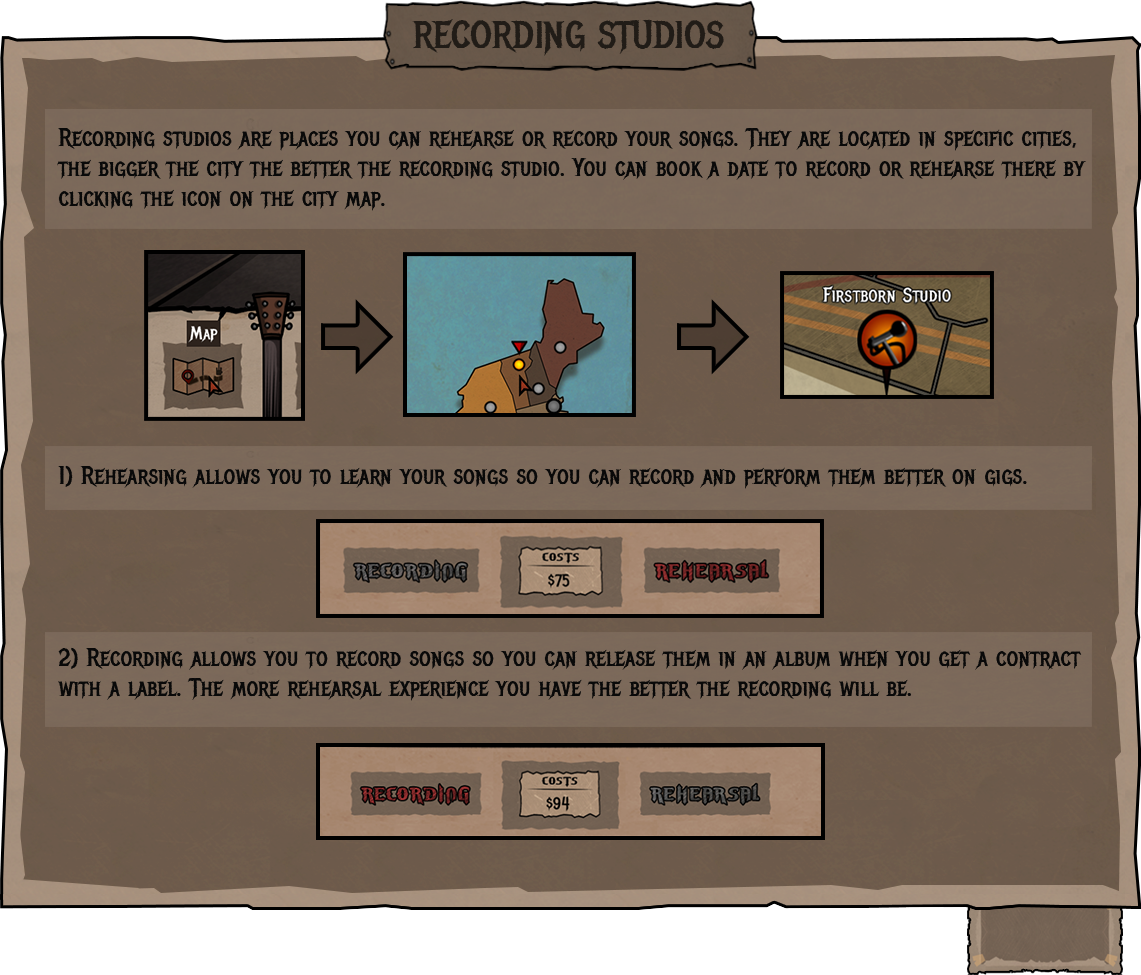 RECORDING STUDIOS
Recording studios are places you can rehearse or record your songs. They are located in specific cities,
the bigger the city the better the recording studio. You can book a date to record or rehearse there by
clicking the icon on the city map.
Map
Firstborn Studio
1) Rehearsing allows you to learn your songs so you can record and perform them better on gigs.
RECORDING
COSTS
$75
REHEARSAL
2) Recording allows you to record songs so you can release them in an album when you get a contract
with a label. The more rehearsal experience you have the better the recording will be.
RECORDING
COSTS
$94
REHEARSAL